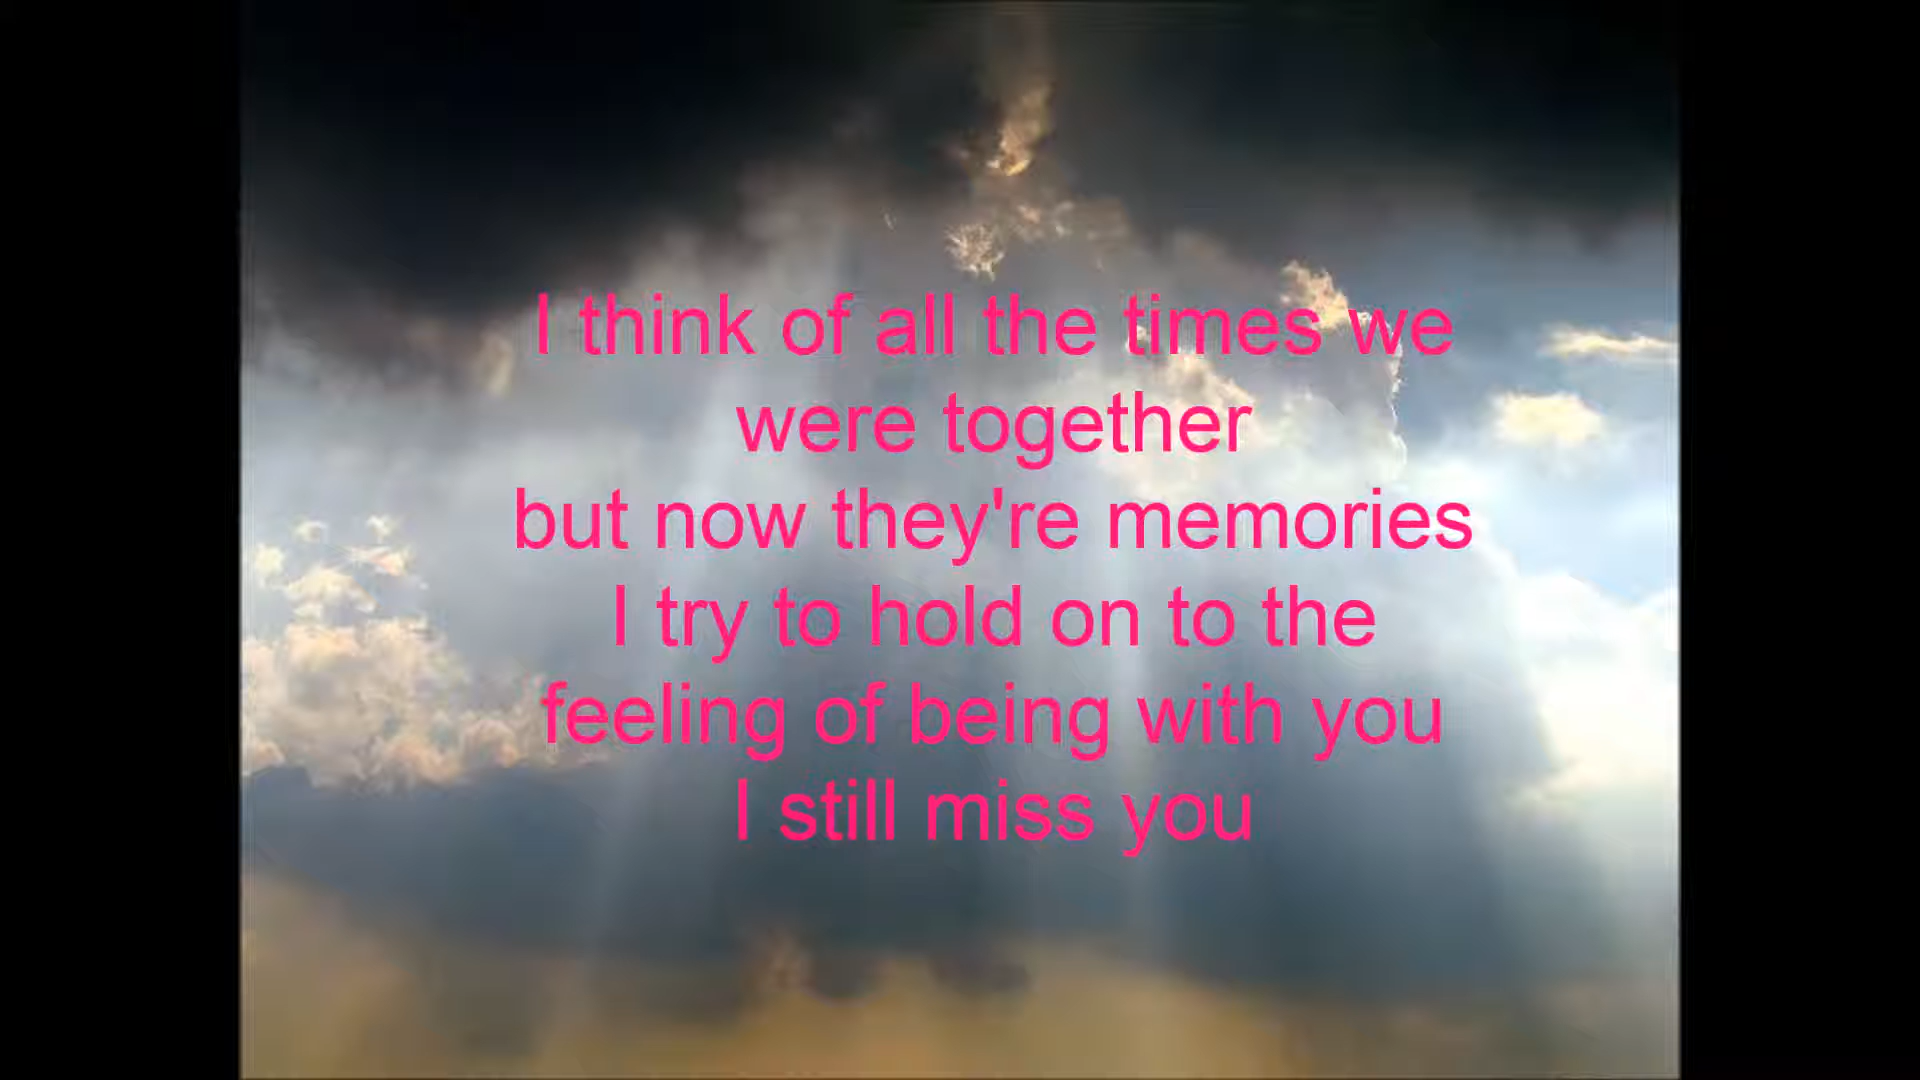 I think of all the times we
were together
but now they're memories
I try to hold on to the
feeling of being with you
I still miss you